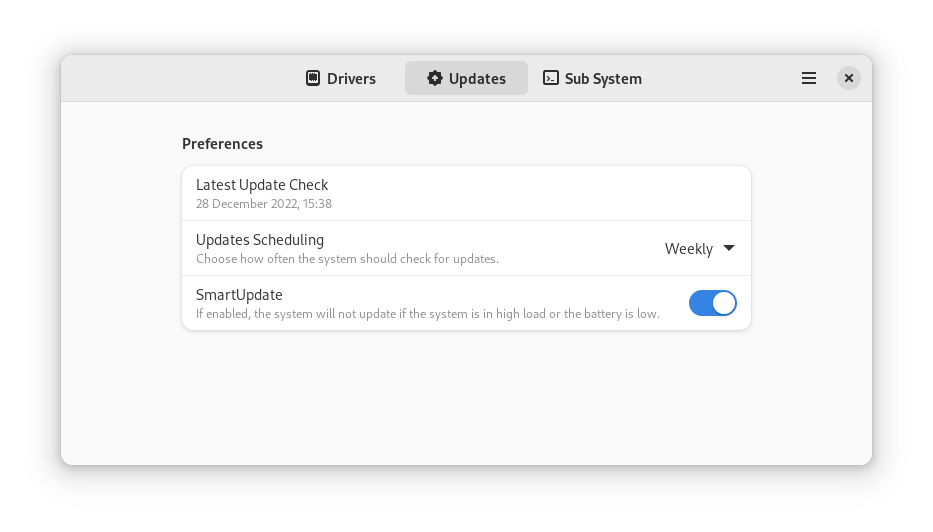 Drivers
Updates
Sub System
Preferences
Latest Update Check
28 December 2022, 15:38
Updates Scheduling
Choose how often the system should check for updates.
Weekly
SmartUpdate
If enabled, the system will not update if the system is in high load or the battery is low.